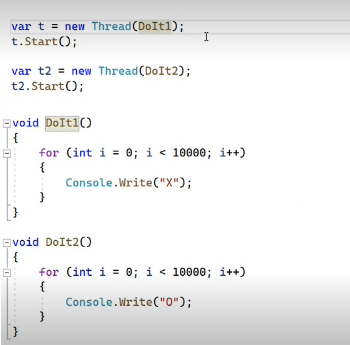 var t = new Thread(DoIt1);
t.Start();
var t2 = new Thread(DoIt2);
t2.Start();
void DoIt1()
{
for (int i = 0; i < 10000; i++)
{
Console.Write("X");
}
}
void DoIt2()
{
for (int i = 0; i < 10000; i++)
{
Console.Write("O");
}
}